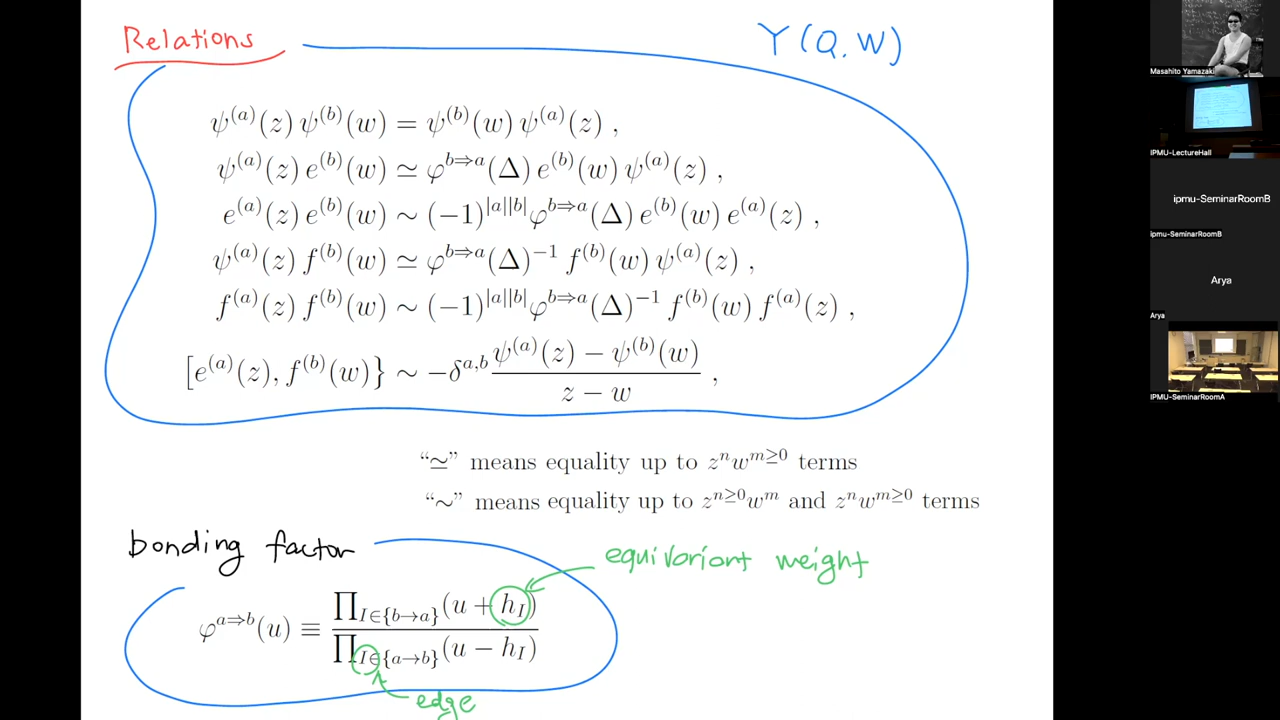 Relations
Y(Q,W)
ψ^{(a)}(z) ψ^{(b)}(w) = ψ^{(b)}(w) ψ^{(a)}(z) ,
ψ^{(a)}(z) e^{(b)}(w) ≃ φ^{b⇒a}(Δ) e^{(b)}(w) ψ^{(a)}(z) ,
e^{(a)}(z) e^{(b)}(w) ∼ (−1)^{|a||b|} φ^{b⇒a}(Δ) e^{(b)}(w) e^{(a)}(z) ,
ψ^{(a)}(z) f^{(b)}(w) ≃ φ^{b⇒a}(Δ)^{−1} f^{(b)}(w) ψ^{(a)}(z) ,
f^{(a)}(z) f^{(b)}(w) ∼ (−1)^{|a||b|} φ^{b⇒a}(Δ)^{−1} f^{(b)}(w) f^{(a)}(z) ,
[e^{(a)}(z), f^{(b)}(w)} ∼ −δ^{a,b} \frac{ψ^{(a)}(z) − ψ^{(b)}(w)}{z − w} ,
“≃” means equality up to z^n w^{m≥0} terms
“∼” means equality up to z^{n≥0} w^m and z^n w^{m≥0} terms
bonding factor
equivariant weight
φ^{a⇒b}(u) ≡ \frac{∏_{I∈{b→a}}(u + h_I)}{∏_{I∈{a→b}}(u − h_I)}
edge
Masahito Yamazaki
IPMU-LectureHall
ipmu-SeminarRoomB
ipmu-SeminarRoomB
Arya
Arya
IPMU-SeminarRoomA